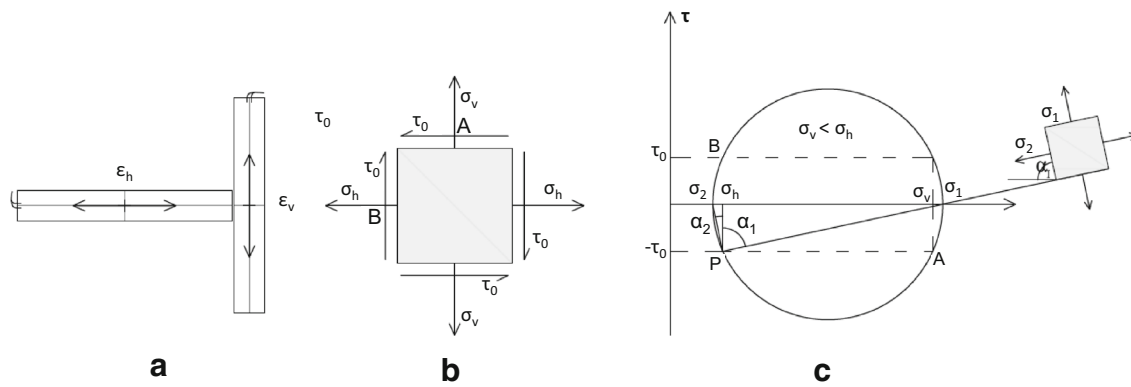 ε_h
ε_v
a
τ_0
σ_v
τ_0
A
τ_0
σ_h
B
σ_h
τ_0
τ_0
σ_v
b
τ
σ_v < σ_h
B
τ_0
σ_2 σ_h
σ_v σ_1
α_2 α_1
-τ_0
P
A
σ_1
σ_2
α_1
c